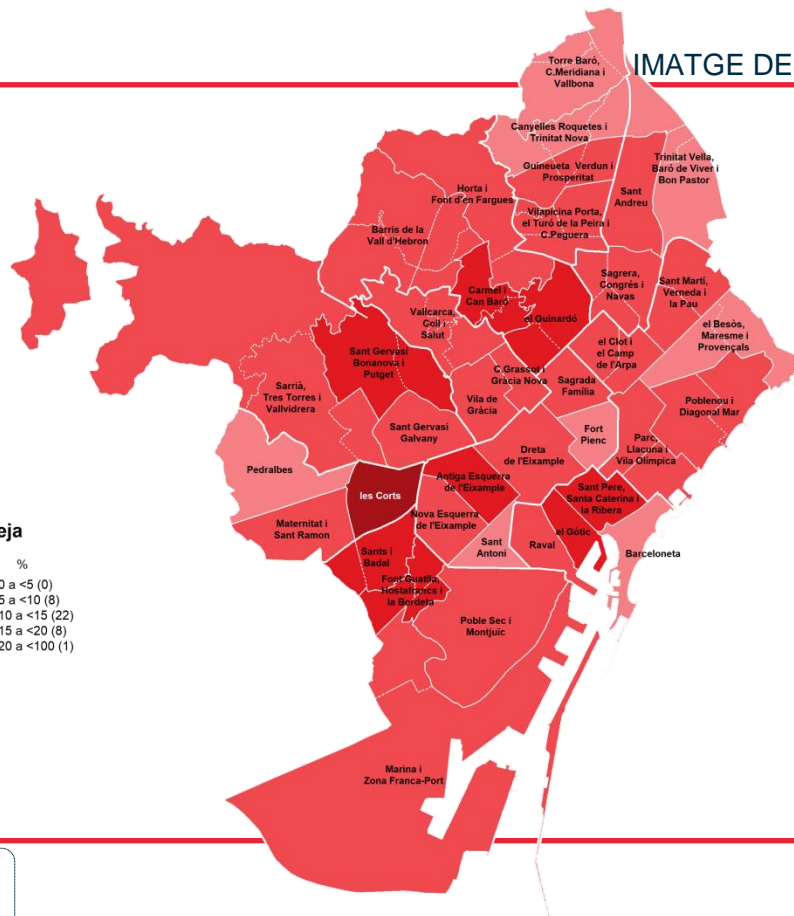 IMATGE DE
Torre Baró,
C.Meridiana i
Vallbona
Canyelles Roquetes i
Trinitat Nova
Guineueta Verdun i
Prosperitat
Trinitat Vella,
Baró de Viver i
Bon Pastor
Sant
Andreu
Horta i
Font d'en Fargues
Vilapicina Porta,
el Turó de la Peira i
C.Peguera
Barris de la
Vall d'Hebron
Carmel i
Can Baró
Sagrera,
Congrés i
Navas
Sant Martí,
Verneda i
la Pau
Vallcarca,
Coll i
Salut
el Guinardó
el Besòs,
Maresme i
Provençals
el Clot i
el Camp
de l'Arpa
Sant Gervasi
Bonanova i
Putget
C.Grassot i
Gràcia Nova
Sagrada
Família
Sarrià,
Tres Torres i
Vallvidrera
Vila de
Gràcia
Poblenou i
Diagonal Mar
Sant Gervasi
Galvany
Fort
Pienc
Dreta
de l'Eixample
Parc,
Llacuna i
Vila Olímpica
Pedralbes
Antiga Esquerra
de l'Eixample
les Corts
Sant Pere,
Santa Caterina i
la Ribera
Maternitat i
Sant Ramon
Nova Esquerra
de l'Eixample
el Gòtic
Sant
Antoni
Raval
Barceloneta
Sants i
Badal
Font Guatlla,
Hostafrancs i
la Bordeta
Poble Sec i
Montjuïc
Marina i
Zona Franca-Port
eja
%
0 a <5 (0)
5 a <10 (8)
10 a <15 (22)
15 a <20 (8)
20 a <100 (1)